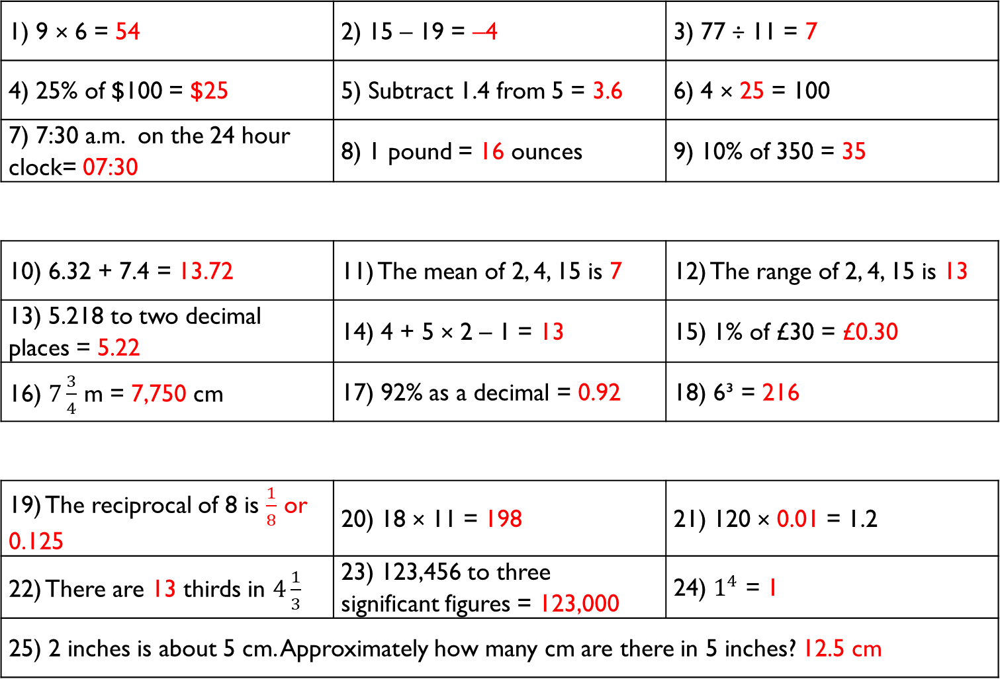 1) 9 × 6 = 54
2) 15 – 19 = –4
3) 77 ÷ 11 = 7
4) 25% of $100 = $25
5) Subtract 1.4 from 5 = 3.6
6) 4 × 25 = 100
7) 7:30 a.m.  on the 24 hour
clock= 07:30
8) 1 pound = 16 ounces
9) 10% of 350 = 35
10) 6.32 + 7.4 = 13.72
11) The mean of 2, 4, 15 is 7
12) The range of 2, 4, 15 is 13
13) 5.218 to two decimal
places = 5.22
14) 4 + 5 × 2 – 1 = 13
15) 1% of £30 = £0.30
16) 7 3/4 m = 7,750 cm
17) 92% as a decimal = 0.92
18) 6³ = 216
19) The reciprocal of 8 is 1/8 or
0.125
20) 18 × 11 = 198
21) 120 × 0.01 = 1.2
22) There are 13 thirds in 4 1/3
23) 123,456 to three
significant figures = 123,000
24) 1⁴ = 1
25) 2 inches is about 5 cm. Approximately how many cm are there in 5 inches? 12.5 cm